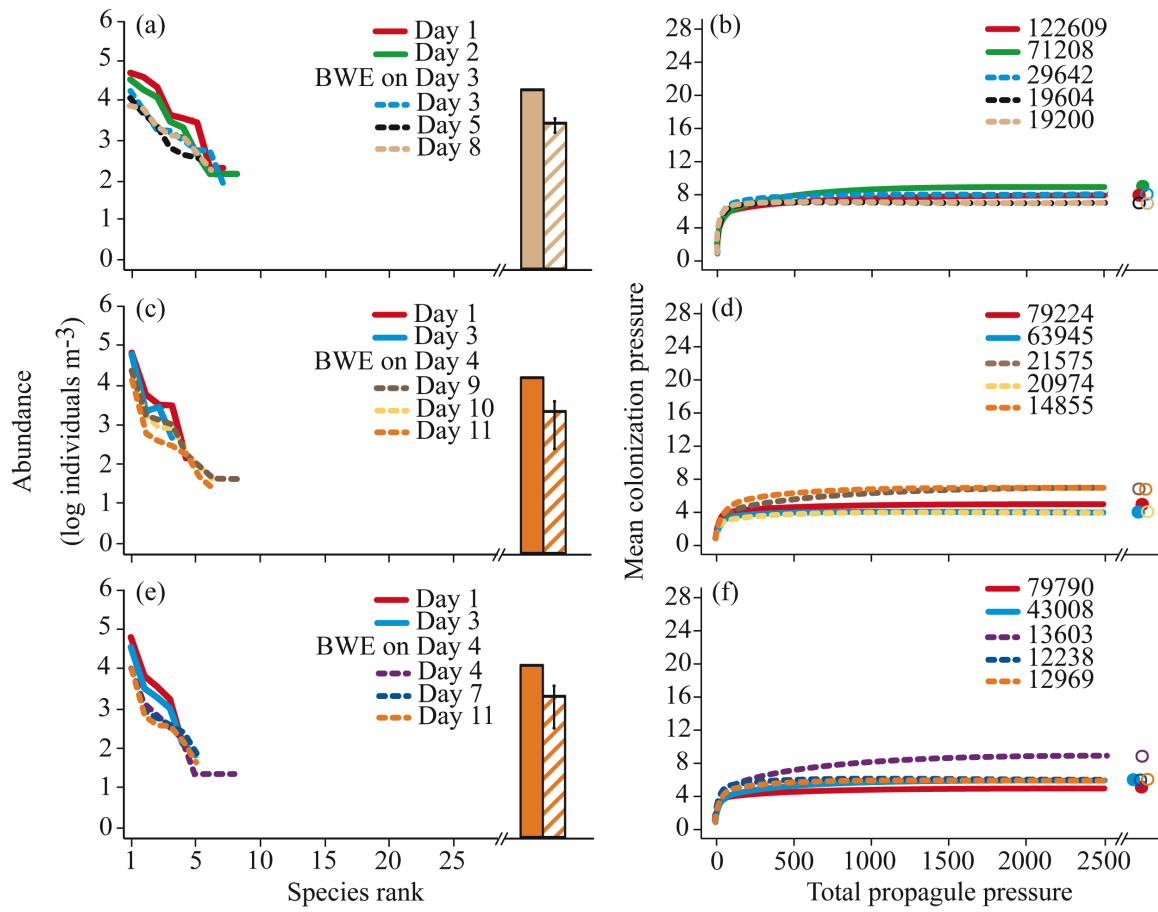 Abundance
(log individuals m-3)
(a)
6
5
4
3
2
1
0
Day 1
Day 2
BWE on Day 3
Day 3
Day 5
Day 8
Mean colonization pressure
(b)
28
24
20
16
12
8
4
0
122609
71208
29642
19604
19200
(c)
6
5
4
3
2
1
0
Day 1
Day 3
BWE on Day 4
Day 9
Day 10
Day 11
(d)
28
24
20
16
12
8
4
0
79224
63945
21575
20974
14855
(e)
6
5
4
3
2
1
0
Day 1
Day 3
BWE on Day 4
Day 4
Day 7
Day 11
1 5 10 15 20 25
Species rank
(f)
28
24
20
16
12
8
4
0
79790
43008
13603
12238
12969
0 500 1000 1500 2000 2500
Total propagule pressure